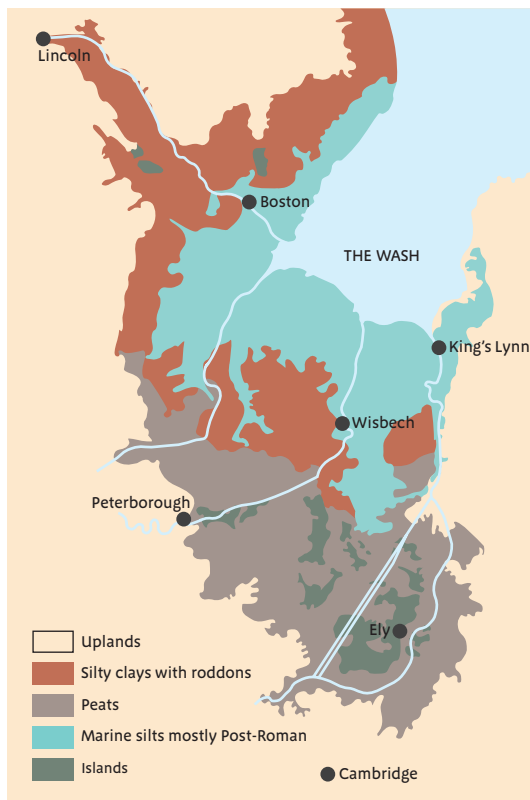 Lincoln
Boston
THE WASH
King's Lynn
Wisbech
Peterborough
Ely
Uplands
Silty clays with roddons
Peats
Marine silts mostly Post-Roman
Islands
Cambridge